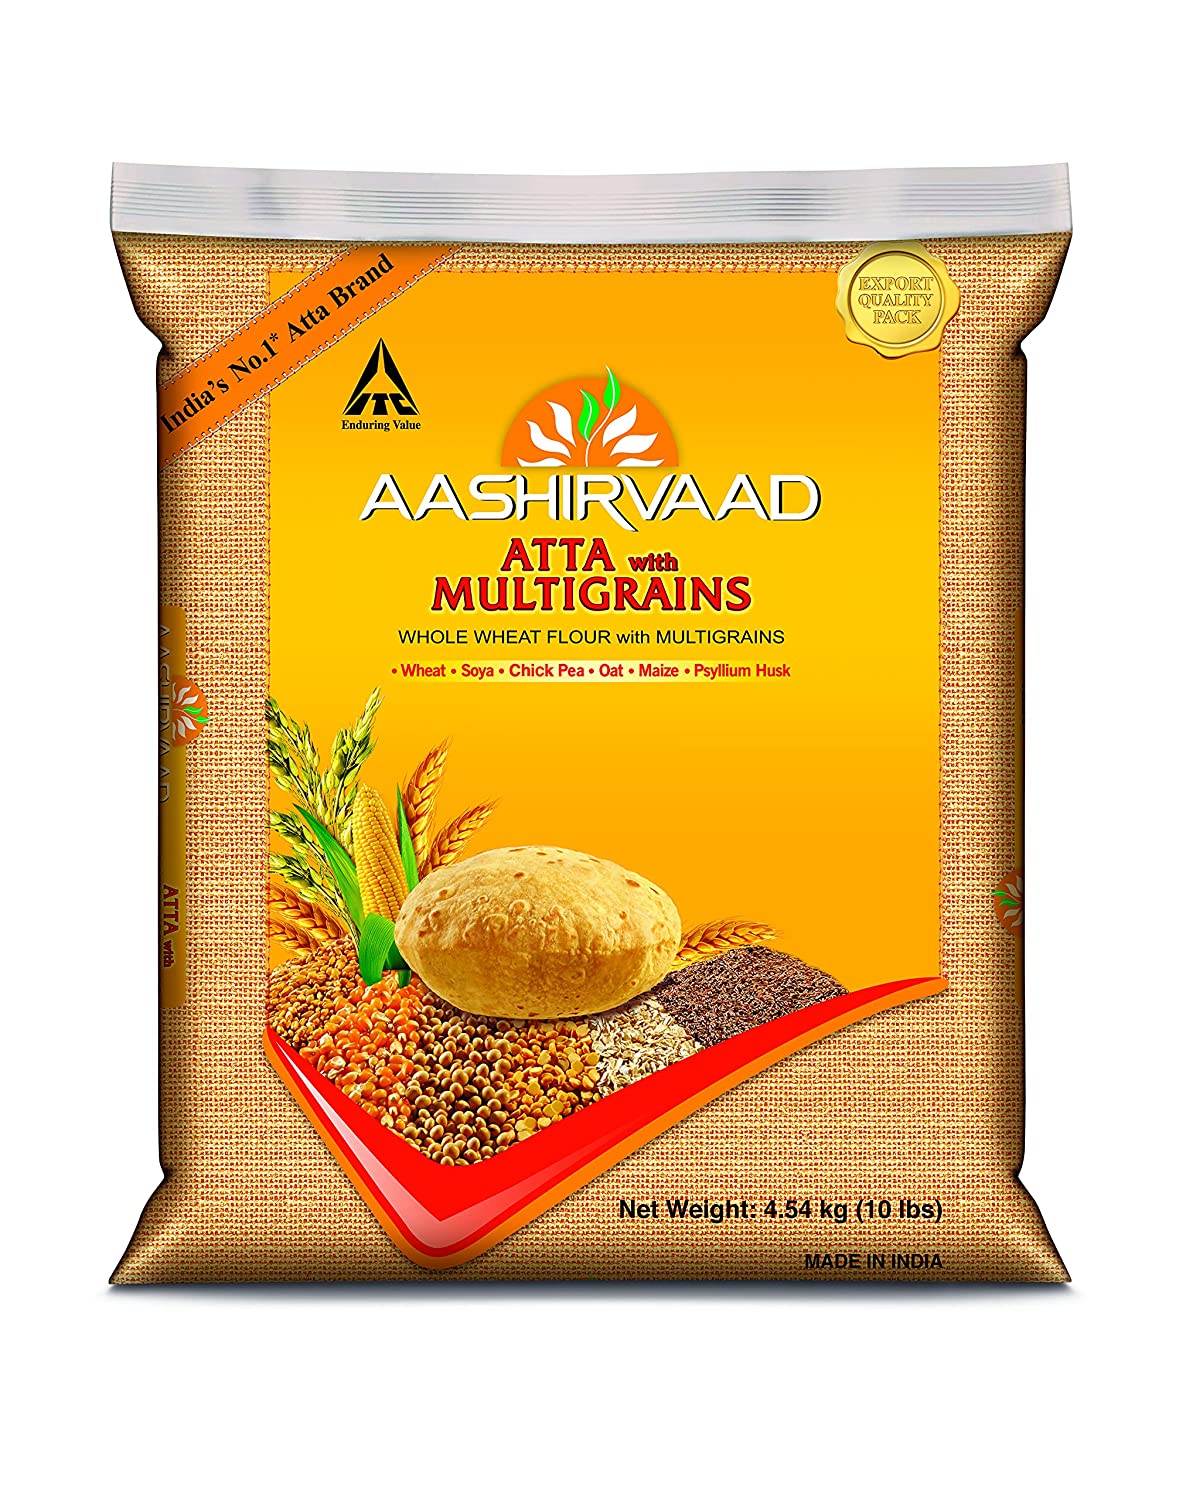 India's No.1* Atta Brand
EXPORT
QUALITY
PACK
ITC
Enduring Value
AASHIRVAAD
ATTA with
MULTIGRAINS
WHOLE WHEAT FLOUR with MULTIGRAINS
• Wheat • Soya • Chick Pea • Oat • Maize • Psyllium Husk
AASHIRVAAD
ATTA with
Net Weight: 4.54 kg (10 lbs)
MADE IN INDIA